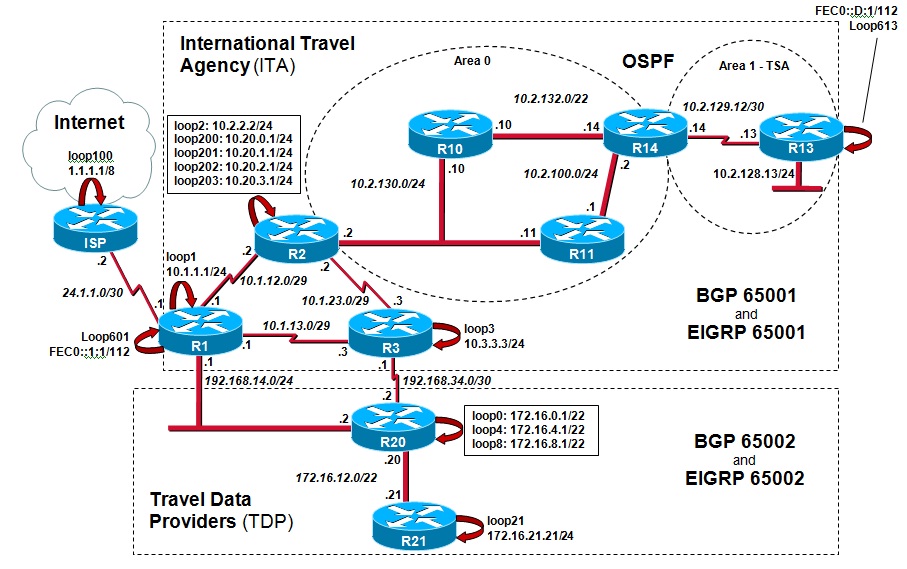 FEC0::D:1/112
Loop613
International Travel
Agency (ITA)
Area 0
OSPF
Area 1 - TSA
Internet
loop100
1.1.1.1/8
loop2: 10.2.2.2/24
loop200: 10.20.0.1/24
loop201: 10.20.1.1/24
loop202: 10.20.2.1/24
loop203: 10.20.3.1/24
10.2.132.0/22
10.2.129.12/30
.10
.14
.14
.13
R10
R14
R13
.10
.2
10.2.130.0/24
10.2.100.0/24
10.2.128.13/24
ISP
.2
R2
.2
.11
.1
R11
loop1
10.1.1.1/24
.2
10.1.12.0/29
.2
10.1.23.0/29
24.1.1.0/30
.1
.1
.3
BGP 65001
and
EIGRP 65001
Loop601
FEC0::1:1/112
R1
10.1.13.0/29
.1
.3
R3
loop3
10.3.3.3/24
.1
.1
192.168.14.0/24
192.168.34.0/30
.2
.2
R20
loop0: 172.16.0.1/22
loop4: 172.16.4.1/22
loop8: 172.16.8.1/22
BGP 65002
and
EIGRP 65002
.20
172.16.12.0/22
.21
Travel Data
Providers (TDP)
R21
loop21
172.16.21.21/24